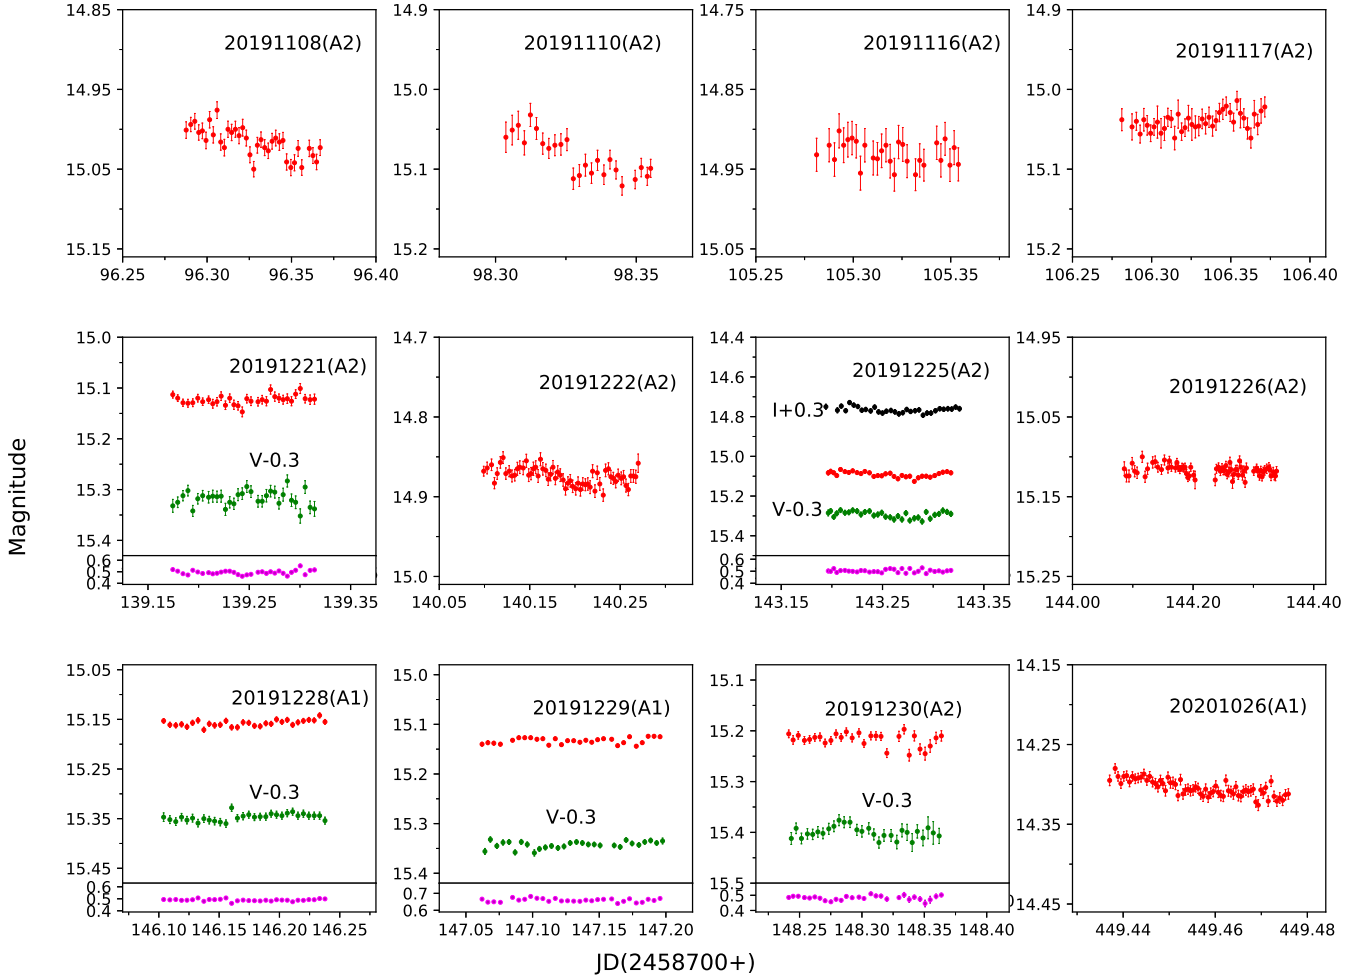 14.85
14.95
15.05
15.15
20191108(A2)
96.25 96.30 96.35 96.40
14.9
15.0
15.1
15.2
20191110(A2)
98.30 98.35
14.75
14.85
14.95
15.05
20191116(A2)
105.25 105.30 105.35
14.9
15.0
15.1
15.2
20191117(A2)
106.25 106.30 106.35 106.40
Magnitude
15.0
15.1
15.2
15.3
15.4
0.6
0.5
0.4
20191221(A2)
V-0.3
139.15 139.25 139.35
14.7
14.8
14.9
15.0
20191222(A2)
140.05 140.15 140.25
14.4
14.6
14.8
15.0
15.2
15.4
0.6
0.5
0.4
20191225(A2)
I+0.3
V-0.3
143.15 143.25 143.35
14.95
15.05
15.15
15.25
20191226(A2)
144.00 144.20 144.40
15.05
15.15
15.25
15.35
15.45
0.6
0.5
0.4
20191228(A1)
V-0.3
146.10 146.15 146.20 146.25
15.0
15.1
15.2
15.3
15.4
0.7
0.6
20191229(A1)
V-0.3
147.05 147.10 147.15 147.20
15.1
15.2
15.3
15.4
15.5
0.5
0.4
20191230(A2)
V-0.3
148.25 148.30 148.35 148.40
14.15
14.25
14.35
14.45
20201026(A1)
449.44 449.46 449.48
JD(2458700+)